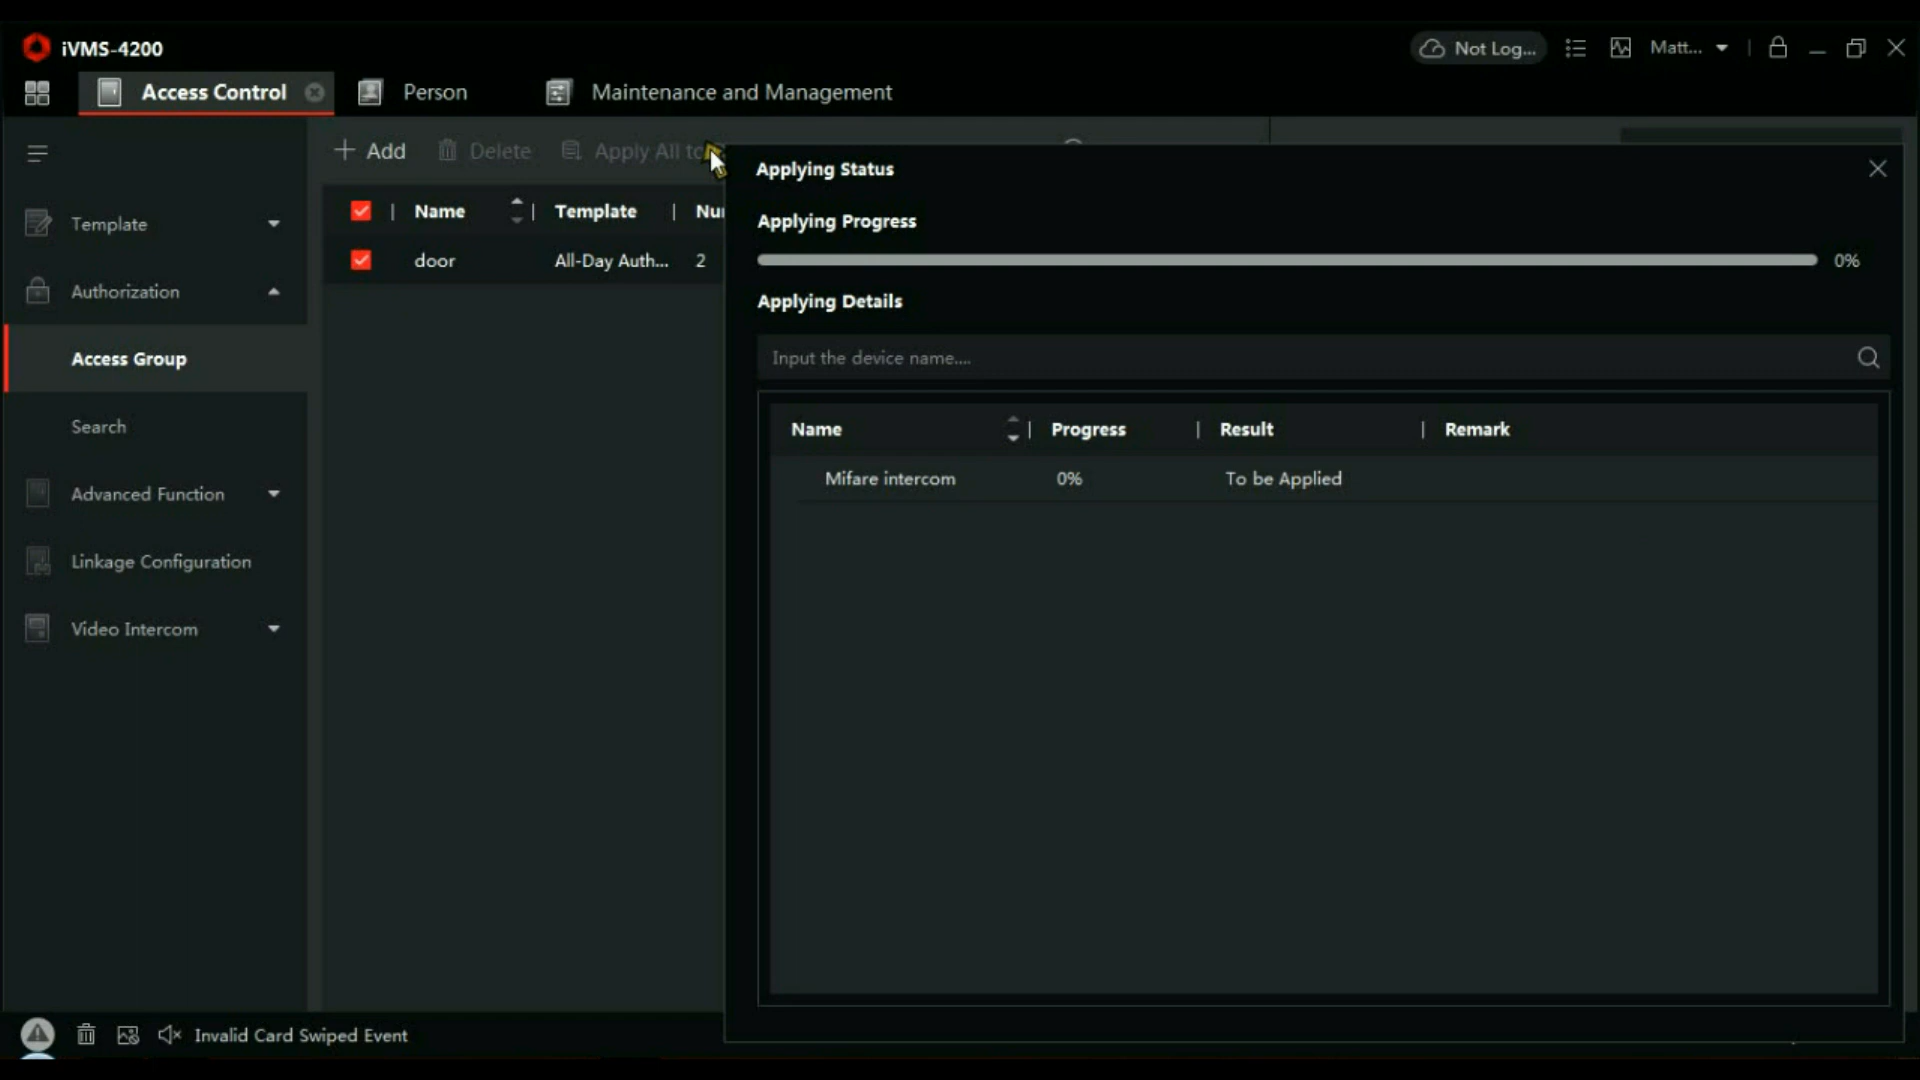 iVMS-4200
Not Log...
Matt...
Access Control
Person
Maintenance and Management
Add
Delete
Apply All to
Template
Authorization
Access Group
Search
Advanced Function
Linkage Configuration
Video Intercom
Name
Template
door
All-Day Auth...
2
Applying Status
Applying Progress
0%
Applying Details
Input the device name....
Name
Progress
Result
Remark
Mifare intercom
0%
To be Applied
Invalid Card Swiped Event